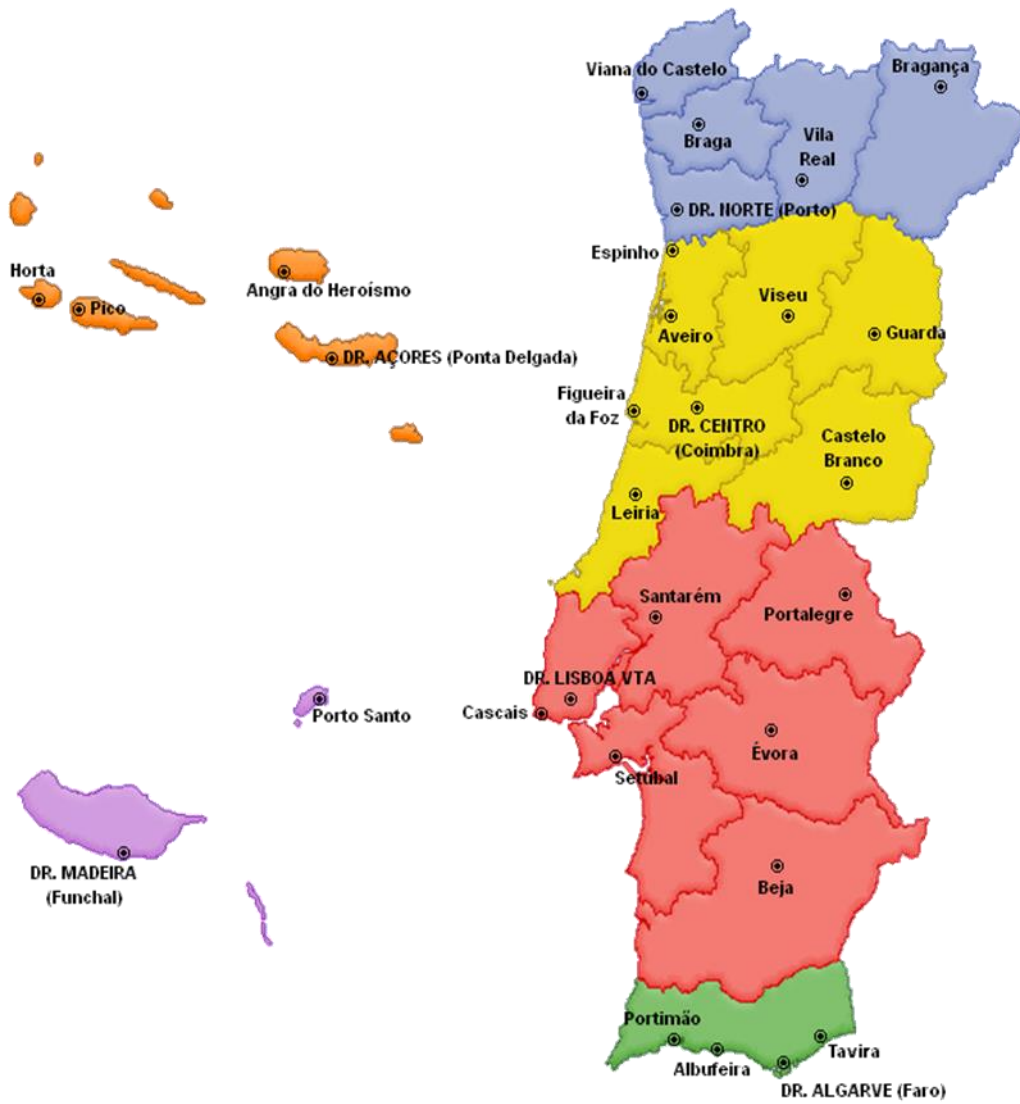 Viana do Castelo
Bragança
Braga
Vila
Real
DR. NORTE (Porto)
Espinho
Horta
Pico
Angra do Heroísmo
DR. AÇORES (Ponta Delgada)
Aveiro
Viseu
Guarda
Figueira
da Foz
DR. CENTRO
(Coimbra)
Castelo
Branco
Leiria
Santarém
Portalegre
DR. LISBOA VTA
Cascais
Porto Santo
Setúbal
Évora
DR. MADEIRA
(Funchal)
Beja
Portimão
Albufeira
Tavira
DR. ALGARVE (Faro)